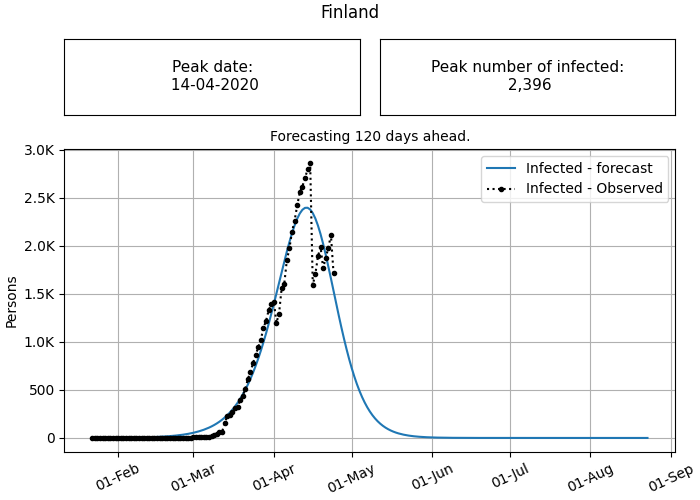 Finland
Peak date:
14-04-2020
Peak number of infected:
2,396
Forecasting 120 days ahead.
3.0K
2.5K
2.0K
1.5K
1.0K
500
0
Persons
Infected - forecast
Infected - Observed
01-Feb
01-Mar
01-Apr
01-May
01-Jun
01-Jul
01-Aug
01-Sep